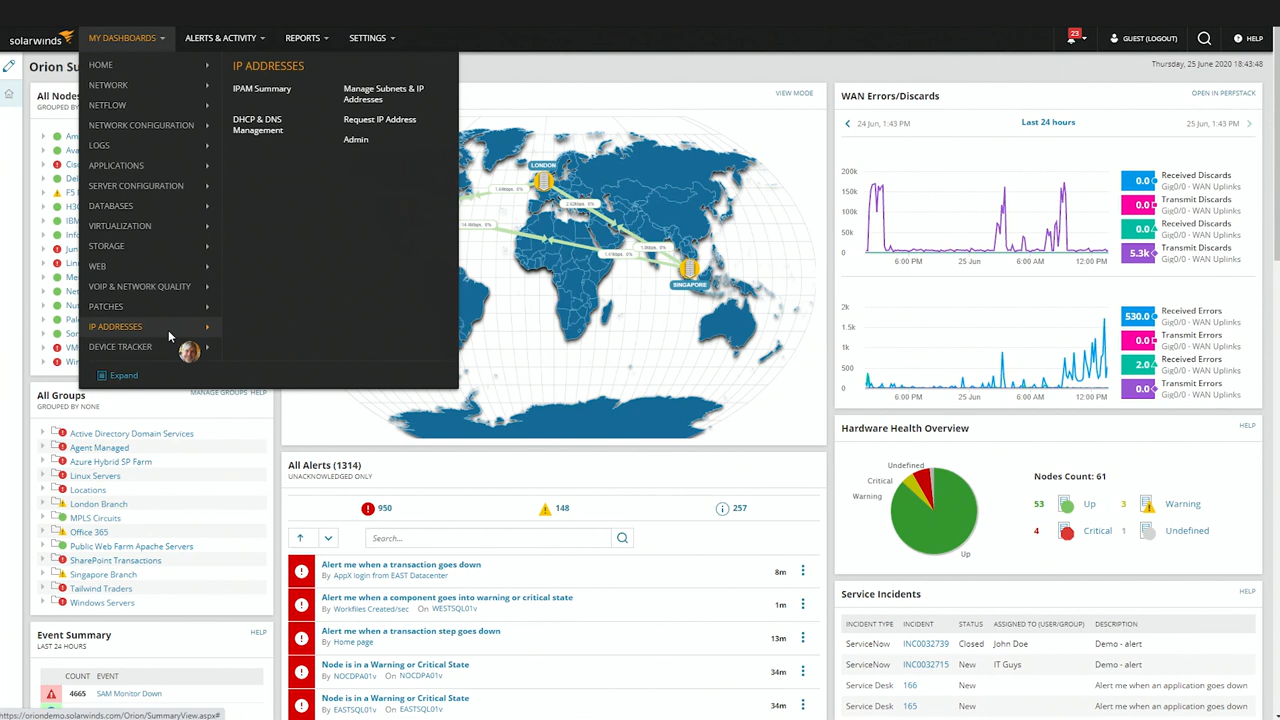 solarwinds
MY DASHBOARDS
ALERTS & ACTIVITY
REPORTS
SETTINGS
23
GUEST (LOGOUT)
HELP
Orion Su
Thursday, 25 June 2020 18:43:48
HOME
NETWORK
NETFLOW
NETWORK CONFIGURATION
LOGS
APPLICATIONS
SERVER CONFIGURATION
DATABASES
VIRTUALIZATION
STORAGE
WEB
VOIP & NETWORK QUALITY
PATCHES
IP ADDRESSES
DEVICE TRACKER
Expand
IP ADDRESSES
IPAM Summary
Manage Subnets & IP
Addresses
DHCP & DNS
Management
Request IP Address
Admin
All Nodes
GROUPED BY
VIEW MODE
LONDON
SINGAPORE
All Groups
MANAGE GROUPS HELP
GROUPED BY NONE
Active Directory Domain Services
Agent Managed
Azure Hybrid SP Farm
Linux Servers
Locations
London Branch
MPLS Circuits
Office 365
Public Web Farm Apache Servers
SharePoint Transactions
Singapore Branch
Tailwind Traders
Windows Servers
Event Summary
HELP
LAST 24 HOURS
COUNT EVENT
4665 SAM Monitor Down
All Alerts (1314)
UNACKNOWLEDGED ONLY
950
148
257
Search...
Alert me when a transaction goes down
By AppX login from EAST Datacenter
8m
Alert me when a component goes into warning or critical state
By Workfiles Created/sec On WESTSQL01v
1m
Alert me when a transaction step goes down
By Home page
13m
Node is in a Warning or Critical State
By NOCDPA01v On NOCDPA01v
34m
Node is in a Warning or Critical State
By EASTSQL01v On EASTSQL01v
34m
WAN Errors/Discards
OPEN IN PERFSTACK
24 Jun, 1:43 PM
Last 24 hours
25 Jun, 1:43 PM
200k
150k
100k
50k
0
6:00 PM 25 Jun 6:00 AM 12:00 PM
0.0 Received Discards
Gig0/0 · WAN Uplinks
0.0 Transmit Discards
Gig0/0 · WAN Uplinks
0.0 Received Discards
Gig0/1 · WAN Uplinks
5.3k Transmit Discards
Gig0/1 · WAN Uplinks
2k
1.5k
1k
500
0
6:00 PM 25 Jun 6:00 AM 12:00 PM
530.0 Received Errors
Gig0/0 · WAN Uplinks
0.0 Transmit Errors
Gig0/0 · WAN Uplinks
2.0 Received Errors
Gig0/1 · WAN Uplinks
0.0 Transmit Errors
Gig0/1 · WAN Uplinks
Hardware Health Overview
HELP
Undefined
Critical
Warning
Up
Nodes Count: 61
53 Up 3 Warning
4 Critical 1 Undefined
Service Incidents
HELP
INCIDENT TYPE INCIDENT STATUS ASSIGNED TO (USER/GROUP) DESCRIPTION
ServiceNow INC0032739 Closed John Doe Demo - alert
ServiceNow INC0032715 New IT Guys Demo - alert
Service Desk 166 New Alert me when an application goes down
Service Desk 165 New Alert me when an application goes down
https://oriondemo.solarwinds.com/Orion/SummaryView.aspx#